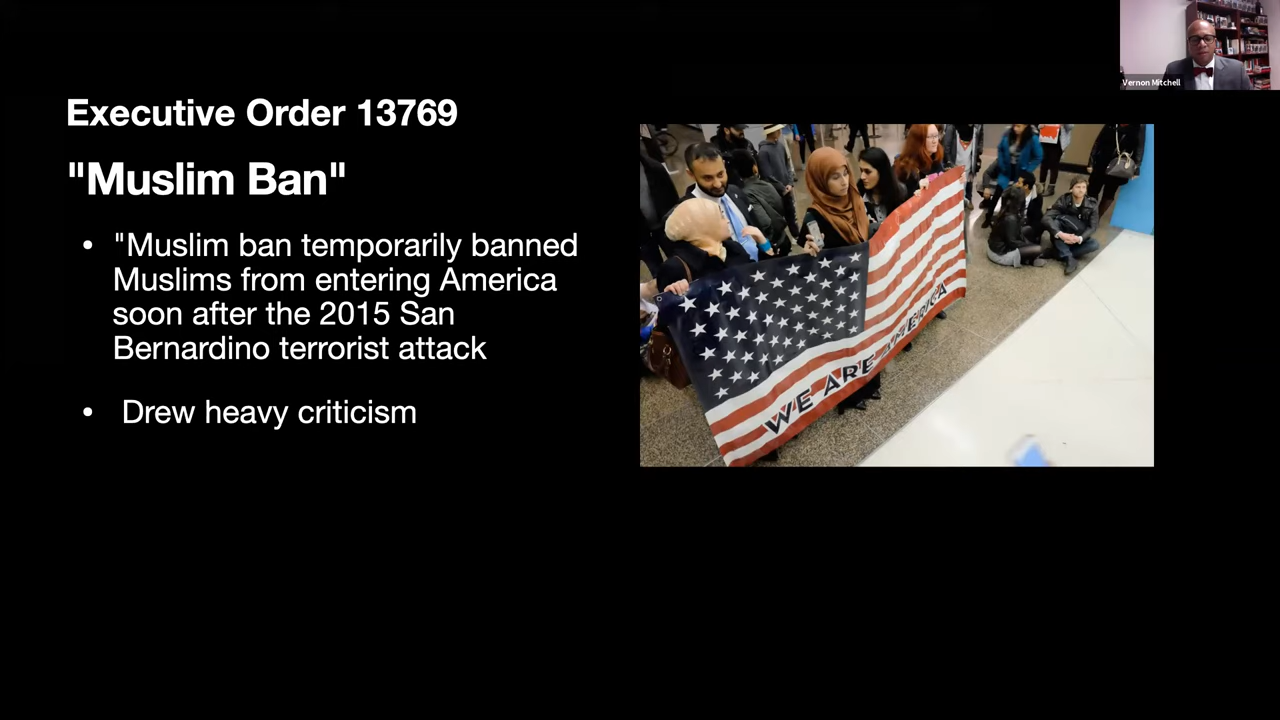 Vernon Mitchell
Executive Order 13769
"Muslim Ban"
• "Muslim ban temporarily banned
Muslims from entering America
soon after the 2015 San
Bernardino terrorist attack
• Drew heavy criticism
WE ARE AMERICA